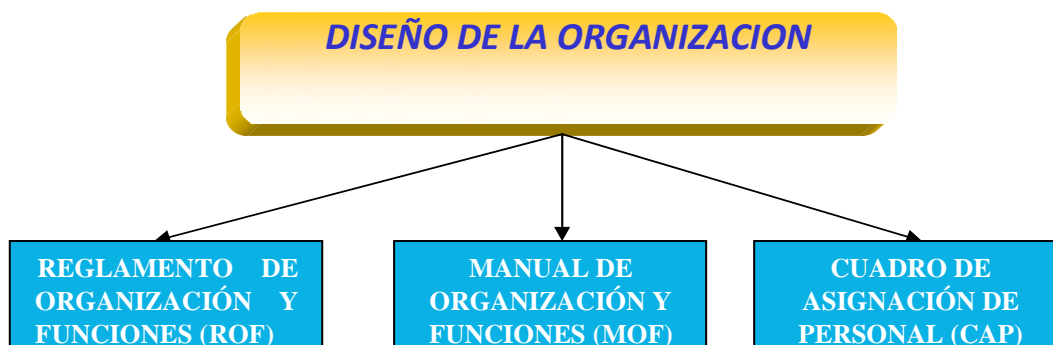 DISEÑO DE LA ORGANIZACION
REGLAMENTO DE
ORGANIZACIÓN Y
FUNCIONES (ROF)
MANUAL DE
ORGANIZACIÓN Y
FUNCIONES (MOF)
CUADRO DE
ASIGNACIÓN DE
PERSONAL (CAP)